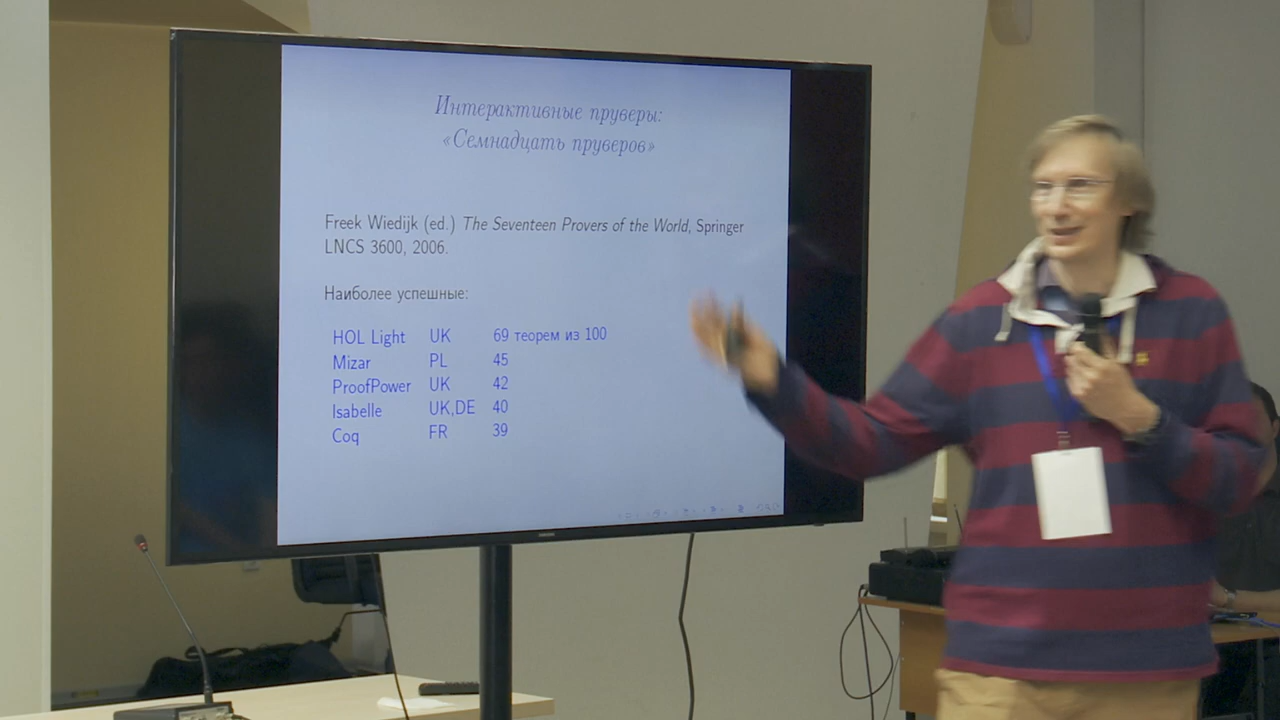 Интерактивные пруверы:
«Семнадцать пруверов»
Freek Wiedijk (ed.) The Seventeen Provers of the World, Springer
LNCS 3600, 2006.
Наиболее успешные:
HOL Light UK 69 теорем из 100
Mizar PL 45
ProofPower UK 42
Isabelle UK,DE 40
Coq FR 39